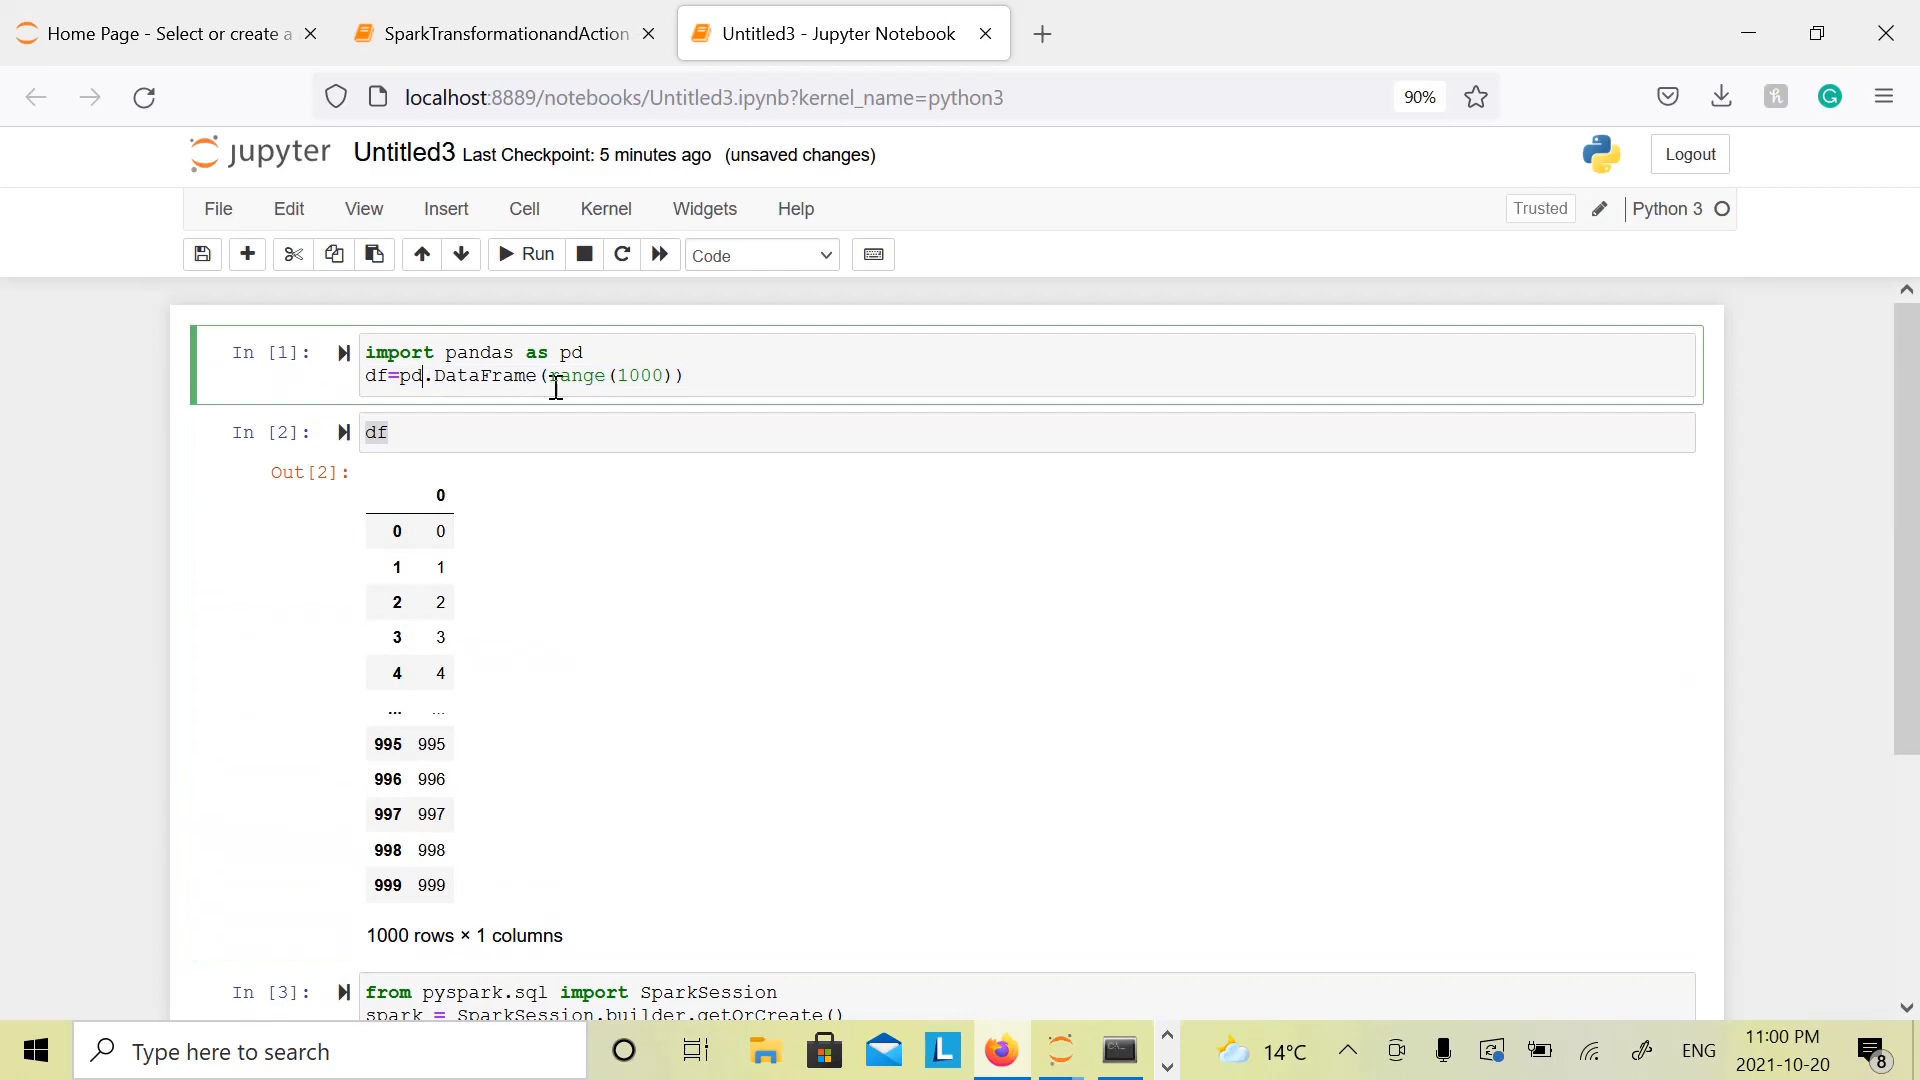 Home Page - Select or create a
SparkTransformationandAction
Untitled3 - Jupyter Notebook
localhost:8889/notebooks/Untitled3.ipynb?kernel_name=python3
90%
jupyter Untitled3 Last Checkpoint: 5 minutes ago (unsaved changes)
Logout
File Edit View Insert Cell Kernel Widgets Help
Trusted
Python 3
Run
Code
In [1]:
import pandas as pd
df=pd.DataFrame(range(1000))
In [2]:
df
Out[2]:
0
0 0
1 1
2 2
3 3
4 4
... ...
995 995
996 996
997 997
998 998
999 999
1000 rows × 1 columns
In [3]:
from pyspark.sql import SparkSession
spark = SparkSession.builder.getOrCreate()
Type here to search
14°C
ENG
11:00 PM
2021-10-20
8